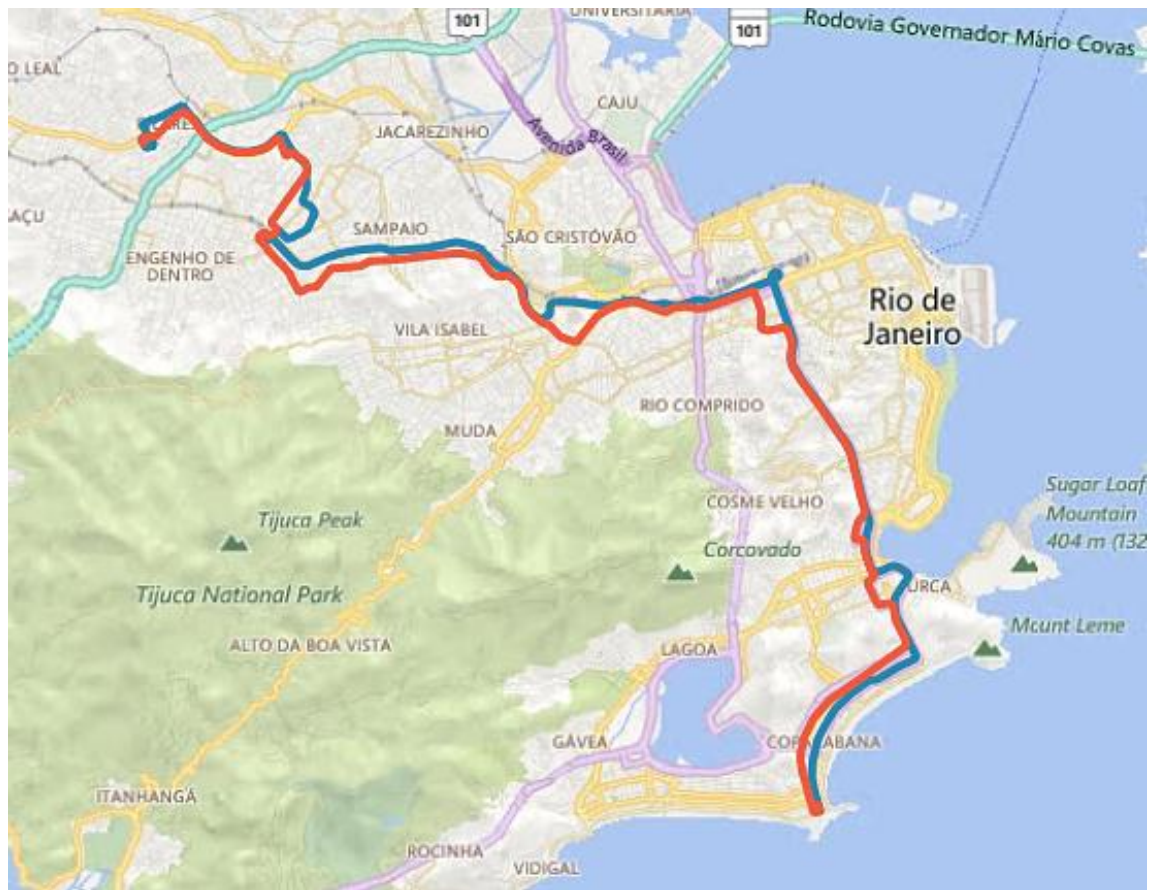 101
UNIVERSITÁRIA
101
Rodovia Governador Mário Covas
O LEAL
CAJU
JACAREZINHO
Avenida Brasil
AÇU
SAMPAIO
SÃO CRISTÓVÃO
ENGENHO DE
DENTRO
Rio de
Janeiro
VILA ISABEL
RIO COMPRIDO
MUDA
Sugar Loaf
Mountain
404 m (132
COSME VELHO
Tijuca Peak
Corcovado
Tijuca National Park
URCA
Mount Leme
ALTO DA BOA VISTA
LAGOA
GÁVEA
COPACABANA
ITANHANGÁ
ROCINHA
VIDIGAL